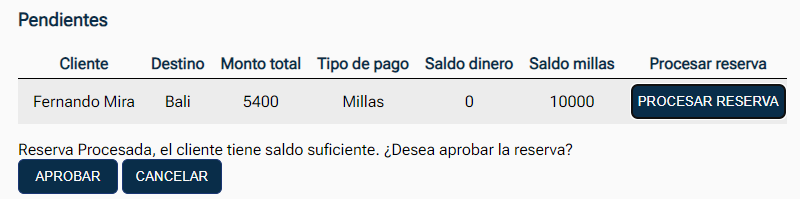 Pendientes
Cliente Destino Monto total Tipo de pago Saldo dinero Saldo millas Procesar reserva
Fernando Mira Bali 5400 Millas 0 10000 PROCESAR RESERVA
Reserva Procesada, el cliente tiene saldo suficiente. ¿Desea aprobar la reserva?
APROBAR CANCELAR